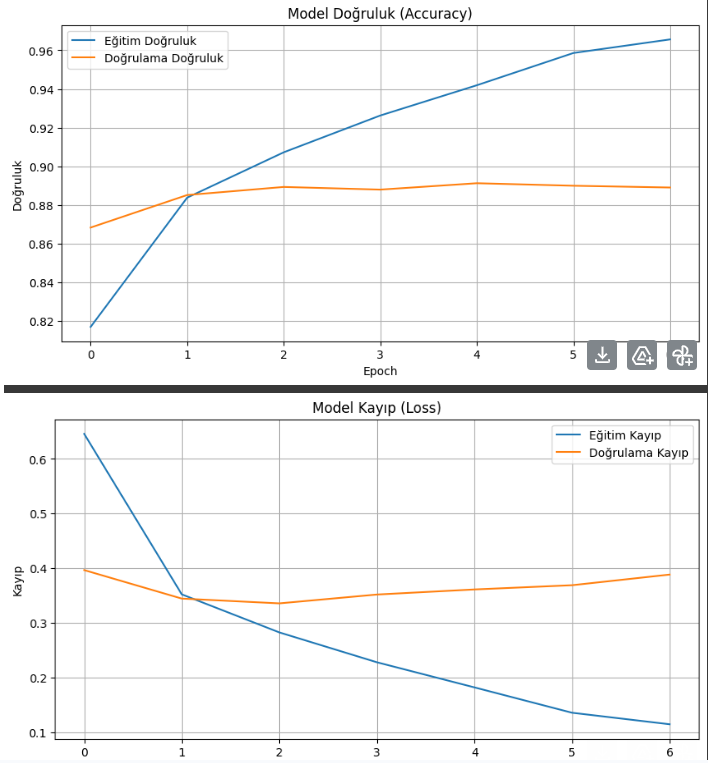 Model Doğruluk (Accuracy)
Eğitim Doğruluk
Doğrulama Doğruluk
0.96
0.94
0.92
0.90
0.88
0.86
0.84
0.82
Doğruluk
0 1 2 3 4 5
Epoch
Model Kayıp (Loss)
Eğitim Kayıp
Doğrulama Kayıp
0.6
0.5
0.4
0.3
0.2
0.1
Kayıp
0 1 2 3 4 5 6